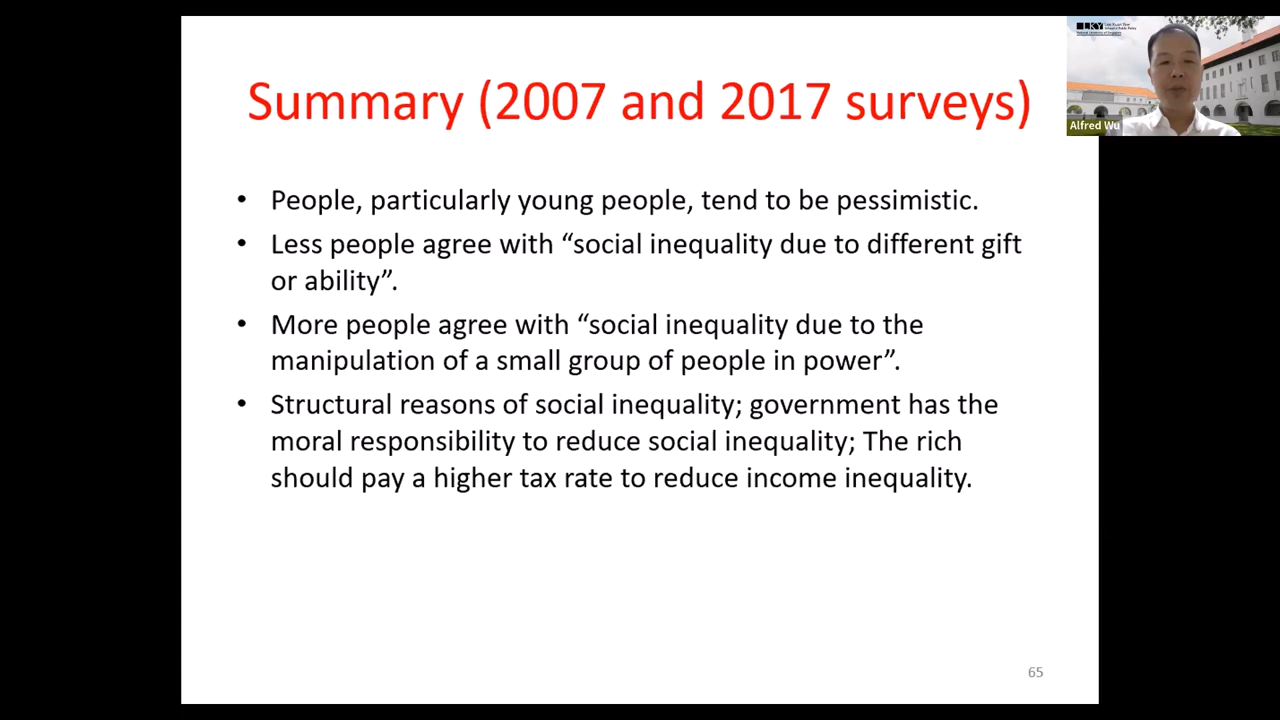 Summary (2007 and 2017 surveys)
• People, particularly young people, tend to be pessimistic.
• Less people agree with “social inequality due to different gift
or ability”.
• More people agree with “social inequality due to the
manipulation of a small group of people in power”.
• Structural reasons of social inequality; government has the
moral responsibility to reduce social inequality; The rich
should pay a higher tax rate to reduce income inequality.
65
LKY
Alfred Wu